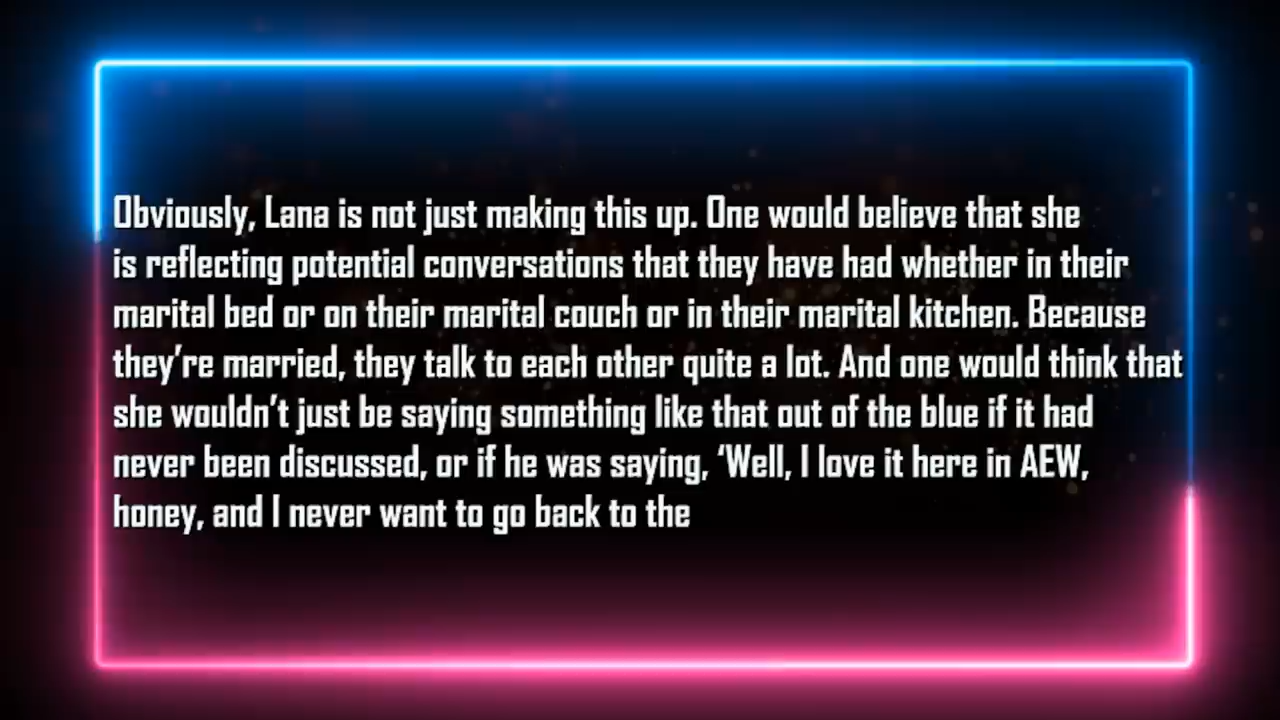 Obviously, Lana is not just making this up. One would believe that she
is reflecting potential conversations that they have had whether in their
marital bed or on their marital couch or in their marital kitchen. Because
they’re married, they talk to each other quite a lot. And one would think that
she wouldn’t just be saying something like that out of the blue if it had
never been discussed, or if he was saying, ‘Well, I love it here in AEW,
honey, and I never want to go back to the